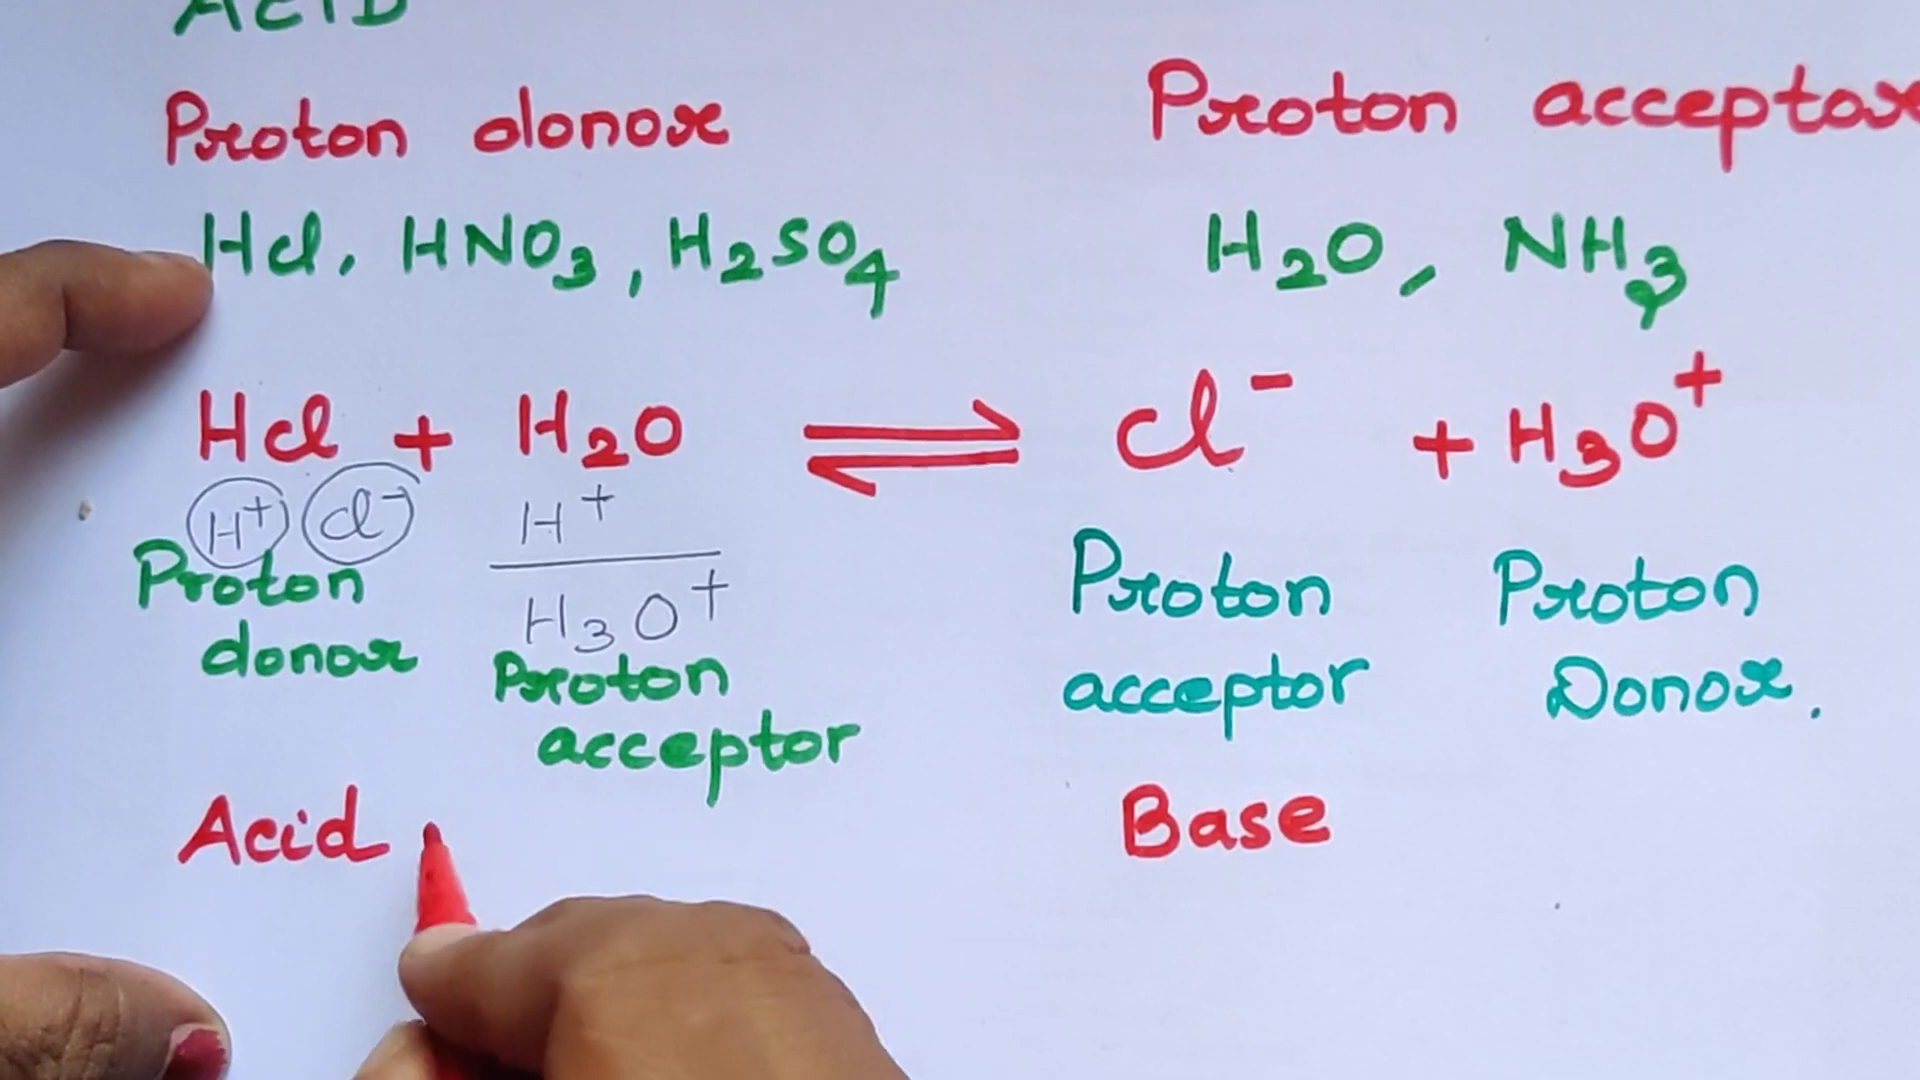 ACID
Proton donor Proton acceptor
Hcl, HNO3, H2SO4 H2O, NH3
Hcl + H2O ⇌ cl- + H3O+
H+ cl- H+
Proton donor H3O+ Proton acceptor Proton Donor.
Proton acceptor
Acid Base